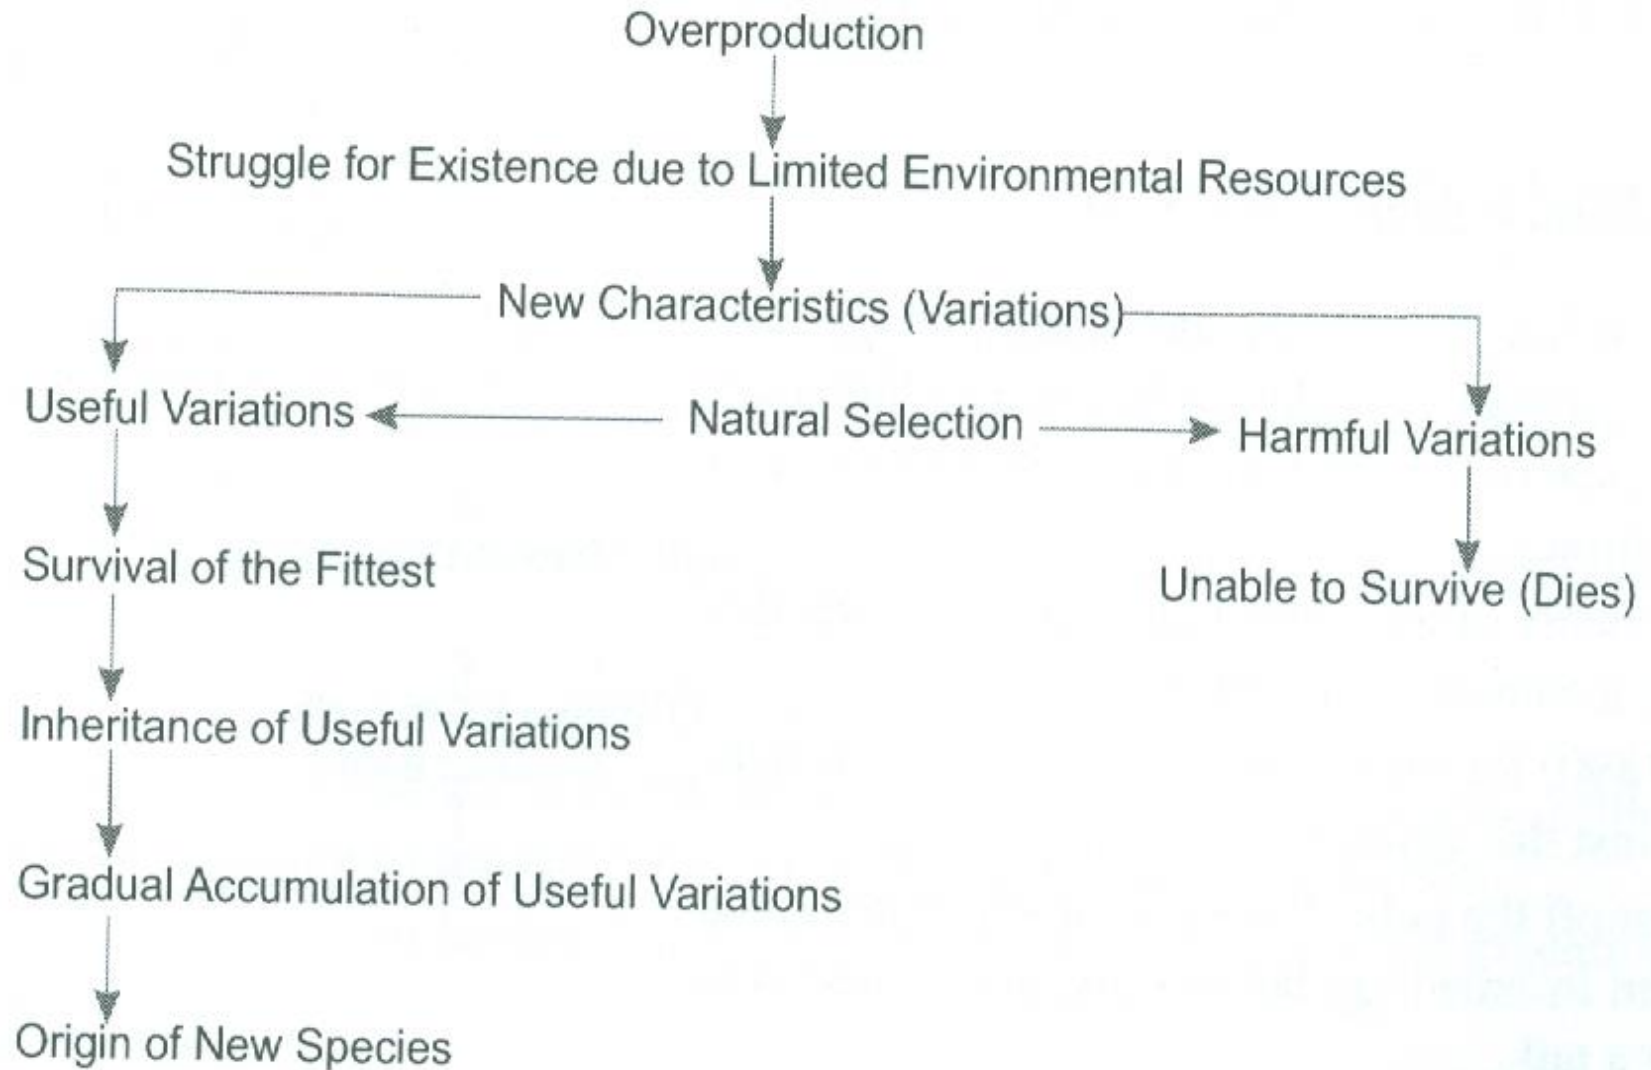 Overproduction
Struggle for Existence due to Limited Environmental Resources
New Characteristics (Variations)
Useful Variations
Natural Selection
Harmful Variations
Survival of the Fittest
Unable to Survive (Dies)
Inheritance of Useful Variations
Gradual Accumulation of Useful Variations
Origin of New Species